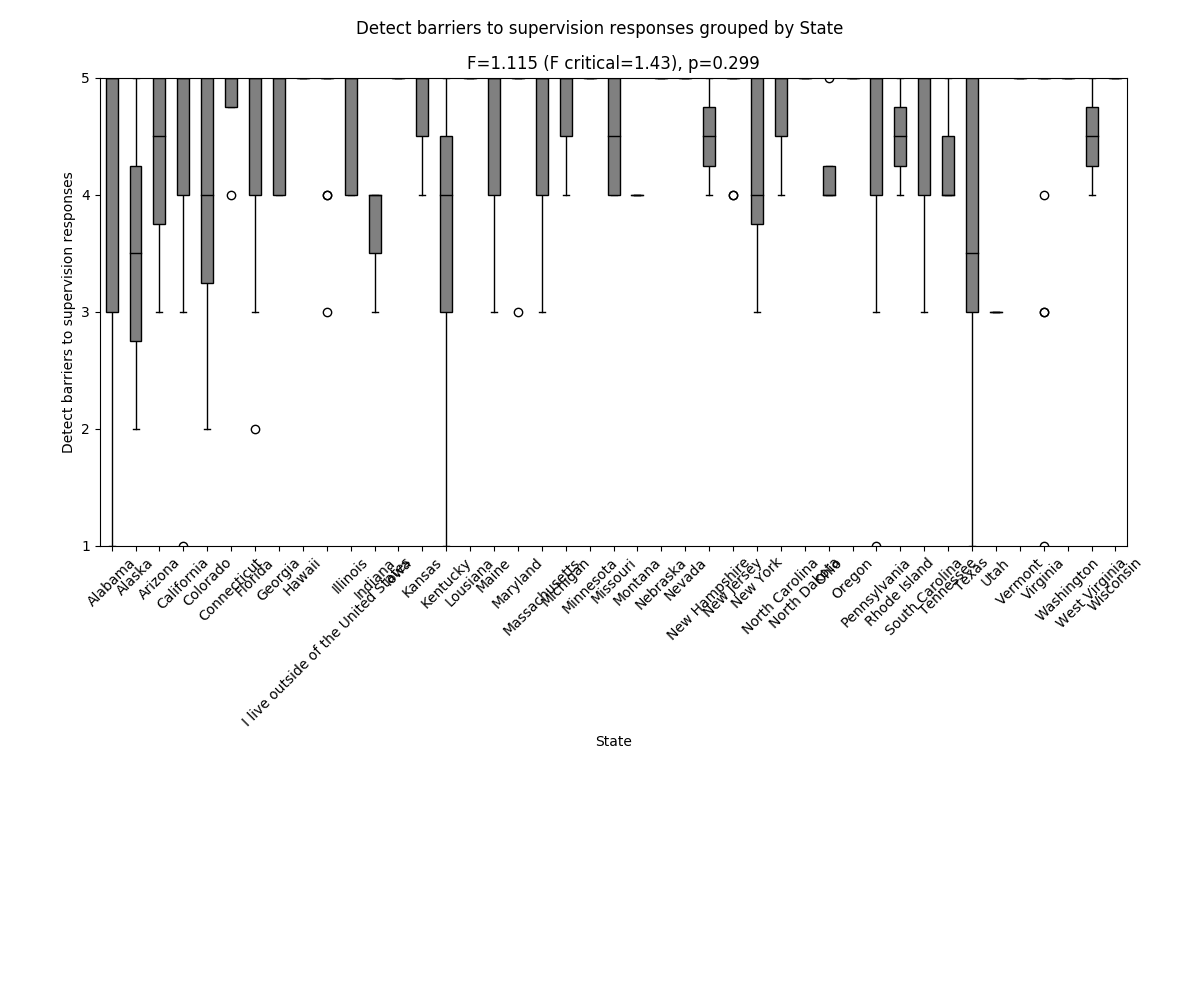 Detect barriers to supervision responses grouped by State
F=1.115 (F critical=1.43), p=0.299
Detect barriers to supervision responses
5
4
3
2
1
Alabama
Alaska
Arizona
California
Colorado
Connecticut
Florida
Georgia
Hawaii
I live outside of the United States
Illinois
Indiana
Iowa
Kansas
Kentucky
Lousiana
Maine
Maryland
Massachusetts
Michigan
Minnesota
Missouri
Montana
Nebraska
Nevada
New Hampshire
New Jersey
New York
North Carolina
North Dakota
Ohio
Oregon
Pennsylvania
Rhode Island
South Carolina
Tennessee
Texas
Utah
Vermont
Virginia
Washington
West Virginia
Wisconsin
State